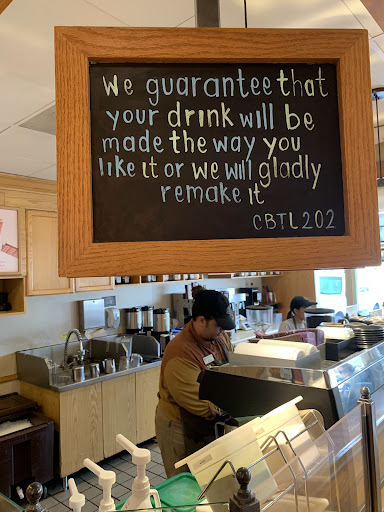 We guarantee that
your drink will be
made the way you
like it or we will gladly
remake it
CBTL202